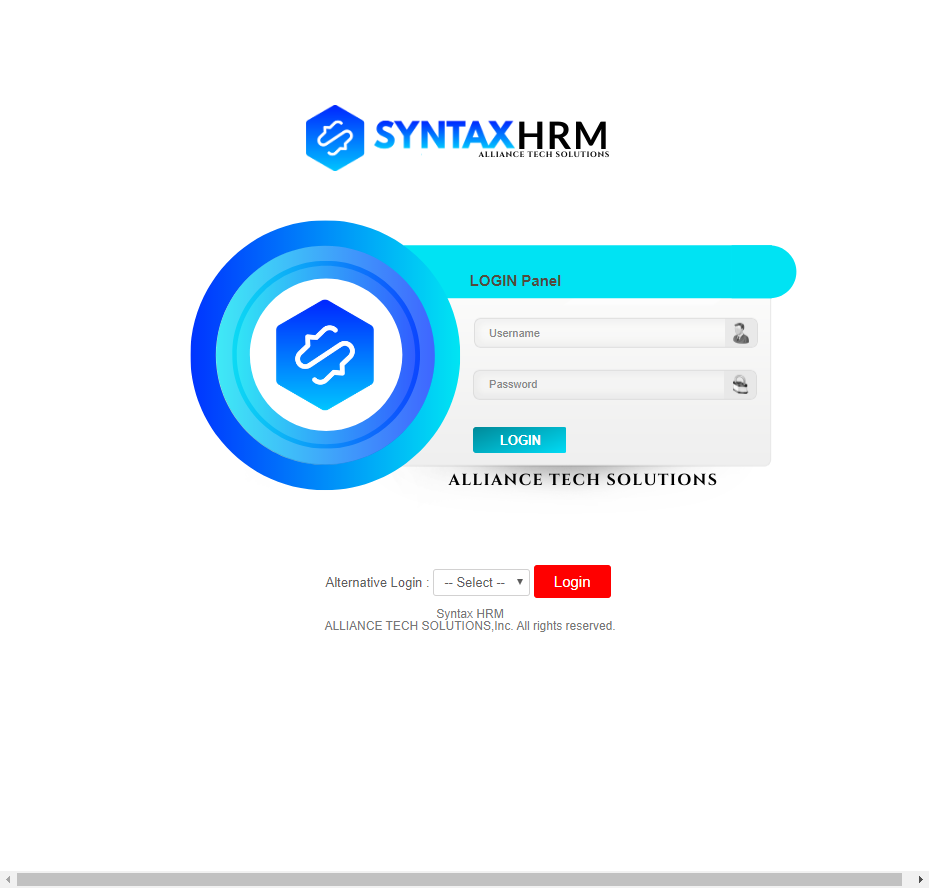 SYNTAXHRM
ALLIANCE TECH SOLUTIONS
LOGIN Panel
Username
Password
LOGIN
ALLIANCE TECH SOLUTIONS
Alternative Login : -- Select -- Login
Syntax HRM
ALLIANCE TECH SOLUTIONS,Inc. All rights reserved.